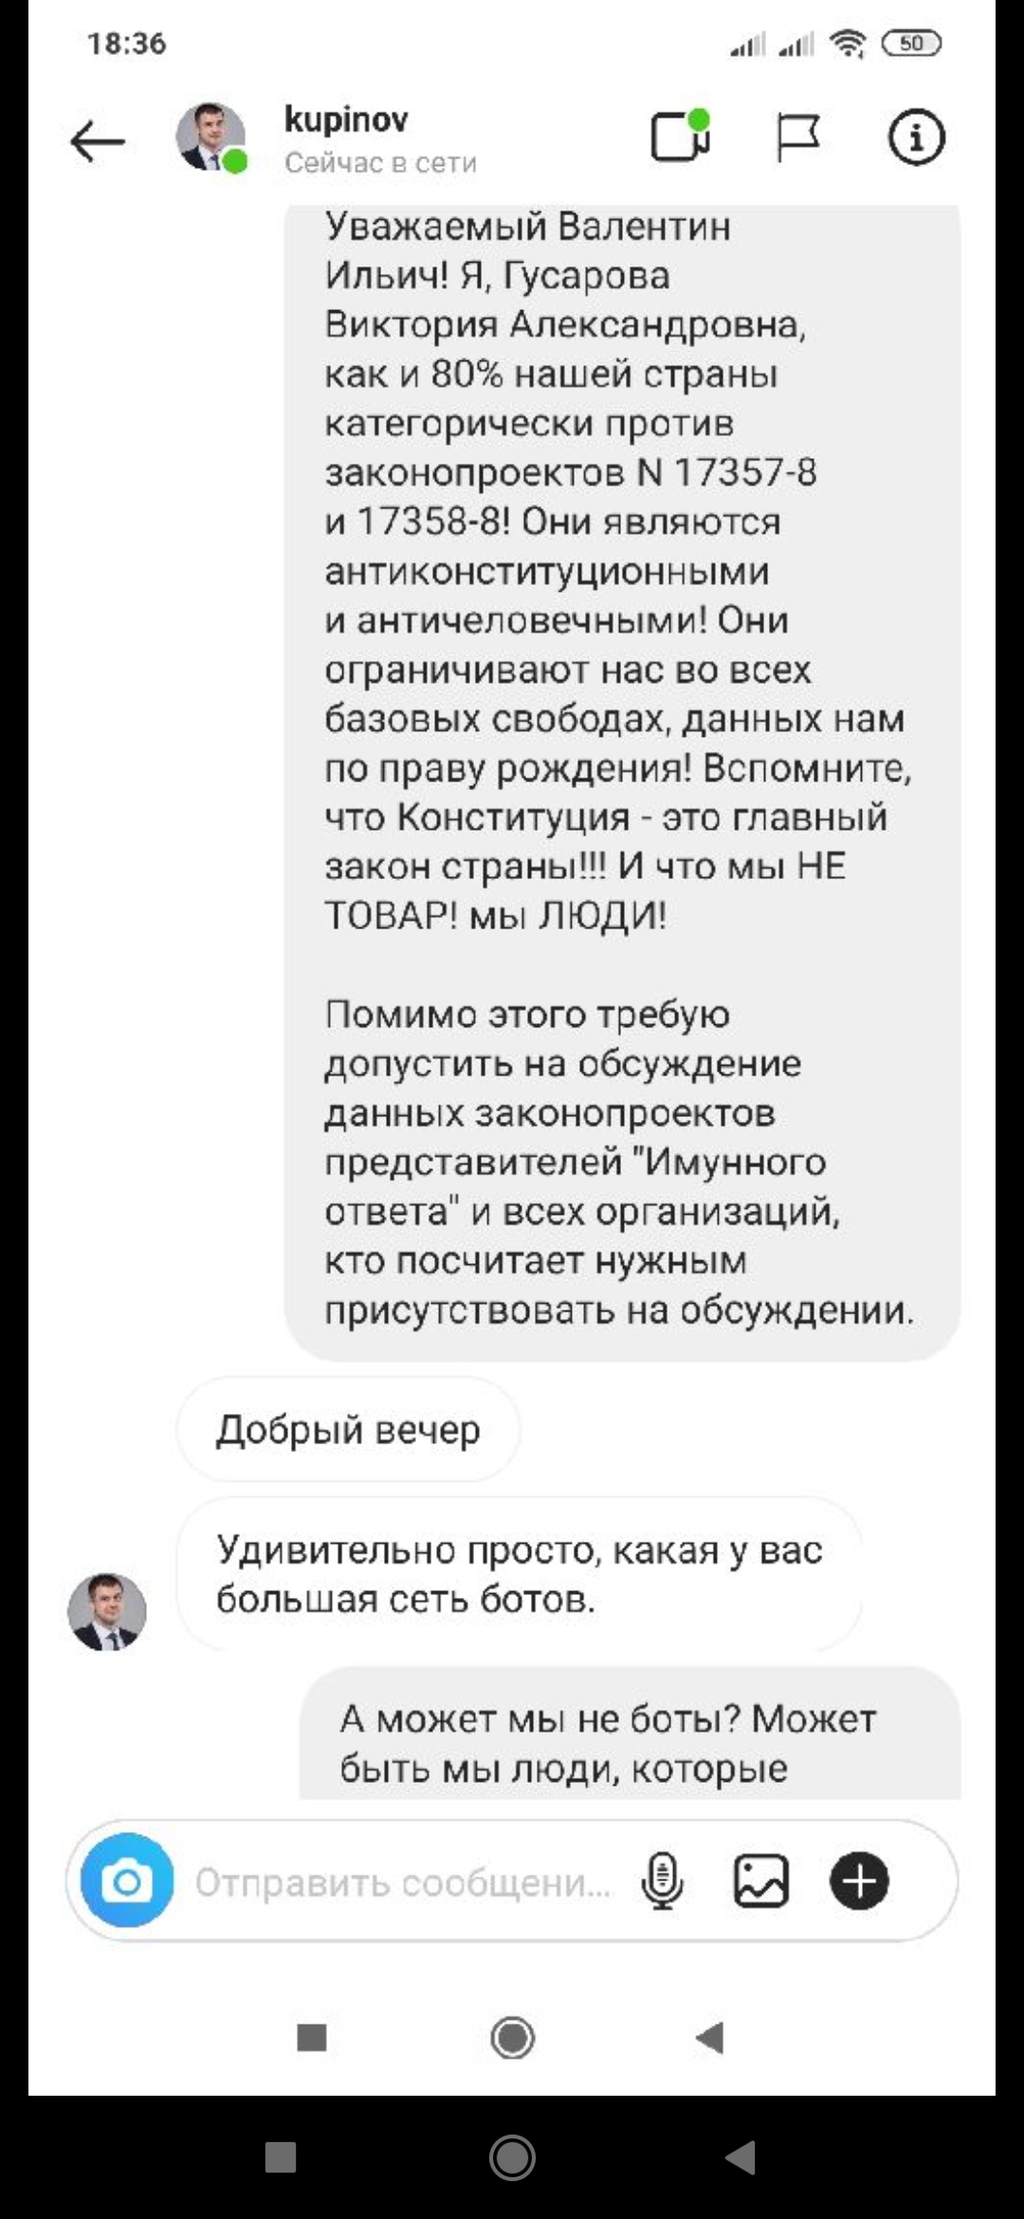 18:36
50
kupinov
Сейчас в сети
Уважаемый Валентин
Ильич! Я, Гусарова
Виктория Александровна,
как и 80% нашей страны
категорически против
законопроектов N 17357-8
и 17358-8! Они являются
антиконституционными
и античеловечными! Они
ограничивают нас во всех
базовых свободах, данных нам
по праву рождения! Вспомните,
что Конституция - это главный
закон страны!!! И что мы НЕ
ТОВАР! мы ЛЮДИ!
Помимо этого требую
допустить на обсуждение
данных законопроектов
представителей "Имунного
ответа" и всех организаций,
кто посчитает нужным
присутствовать на обсуждении.
Добрый вечер
Удивительно просто, какая у вас
большая сеть ботов.
А может мы не боты? Может
быть мы люди, которые
Отправить сообщени...